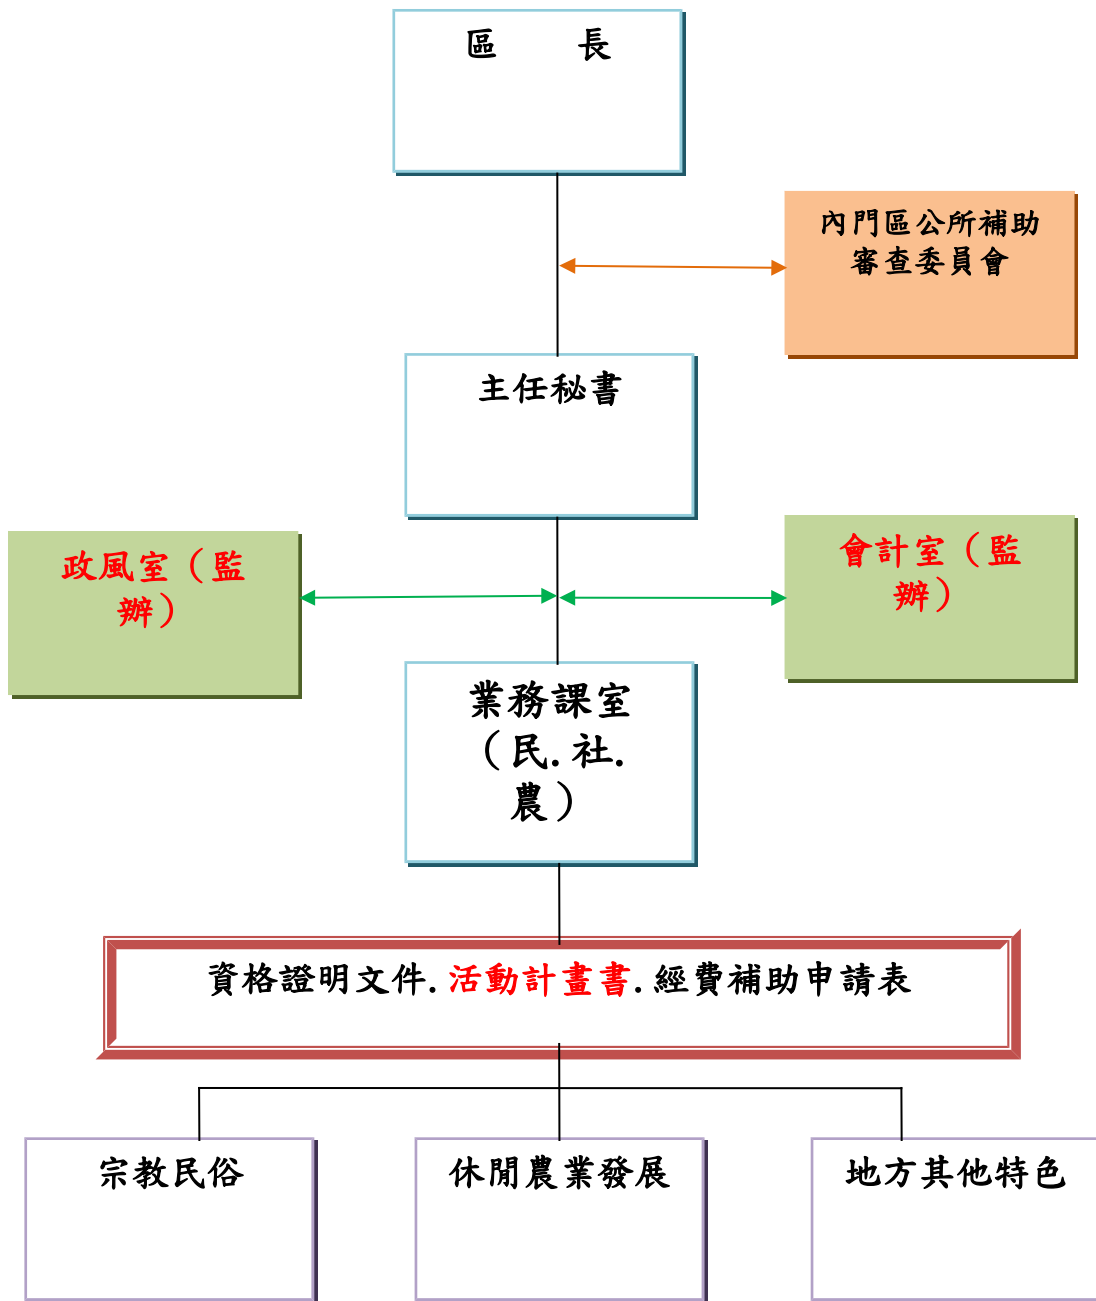 區　　長
內門區公所補助
審查委員會
主任秘書
政風室（監
辦）
會計室（監
辦）
業務課室
（民.社.
農）
資格證明文件.活動計畫書.經費補助申請表
宗教民俗
休閒農業發展
地方其他特色